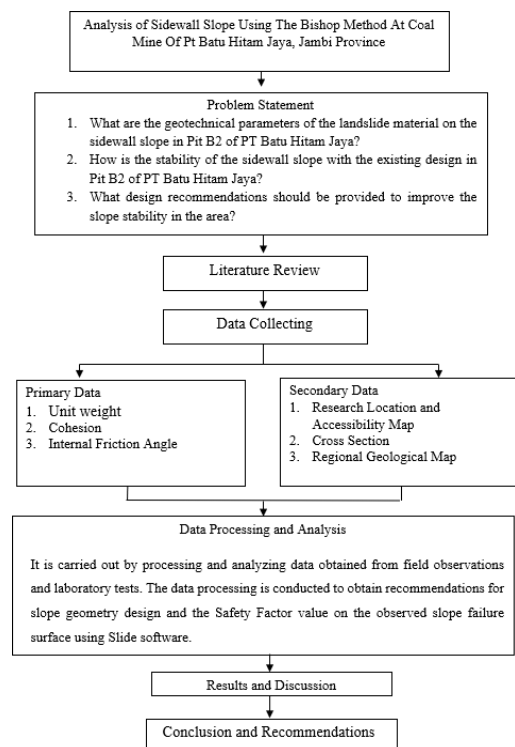 Analysis of Sidewall Slope Using The Bishop Method At Coal
Mine Of Pt Batu Hitam Jaya, Jambi Province
Problem Statement
1. What are the geotechnical parameters of the landslide material on the
sidewall slope in Pit B2 of PT Batu Hitam Jaya?
2. How is the stability of the sidewall slope with the existing design in
Pit B2 of PT Batu Hitam Jaya?
3. What design recommendations should be provided to improve the
slope stability in the area?
Literature Review
Data Collecting
Primary Data
1. Unit weight
2. Cohesion
3. Internal Friction Angle
Secondary Data
1. Research Location and
Accessibility Map
2. Cross Section
3. Regional Geological Map
Data Processing and Analysis
It is carried out by processing and analyzing data obtained from field observations
and laboratory tests. The data processing is conducted to obtain recommendations for
slope geometry design and the Safety Factor value on the observed slope failure
surface using Slide software.
Results and Discussion
Conclusion and Recommendations